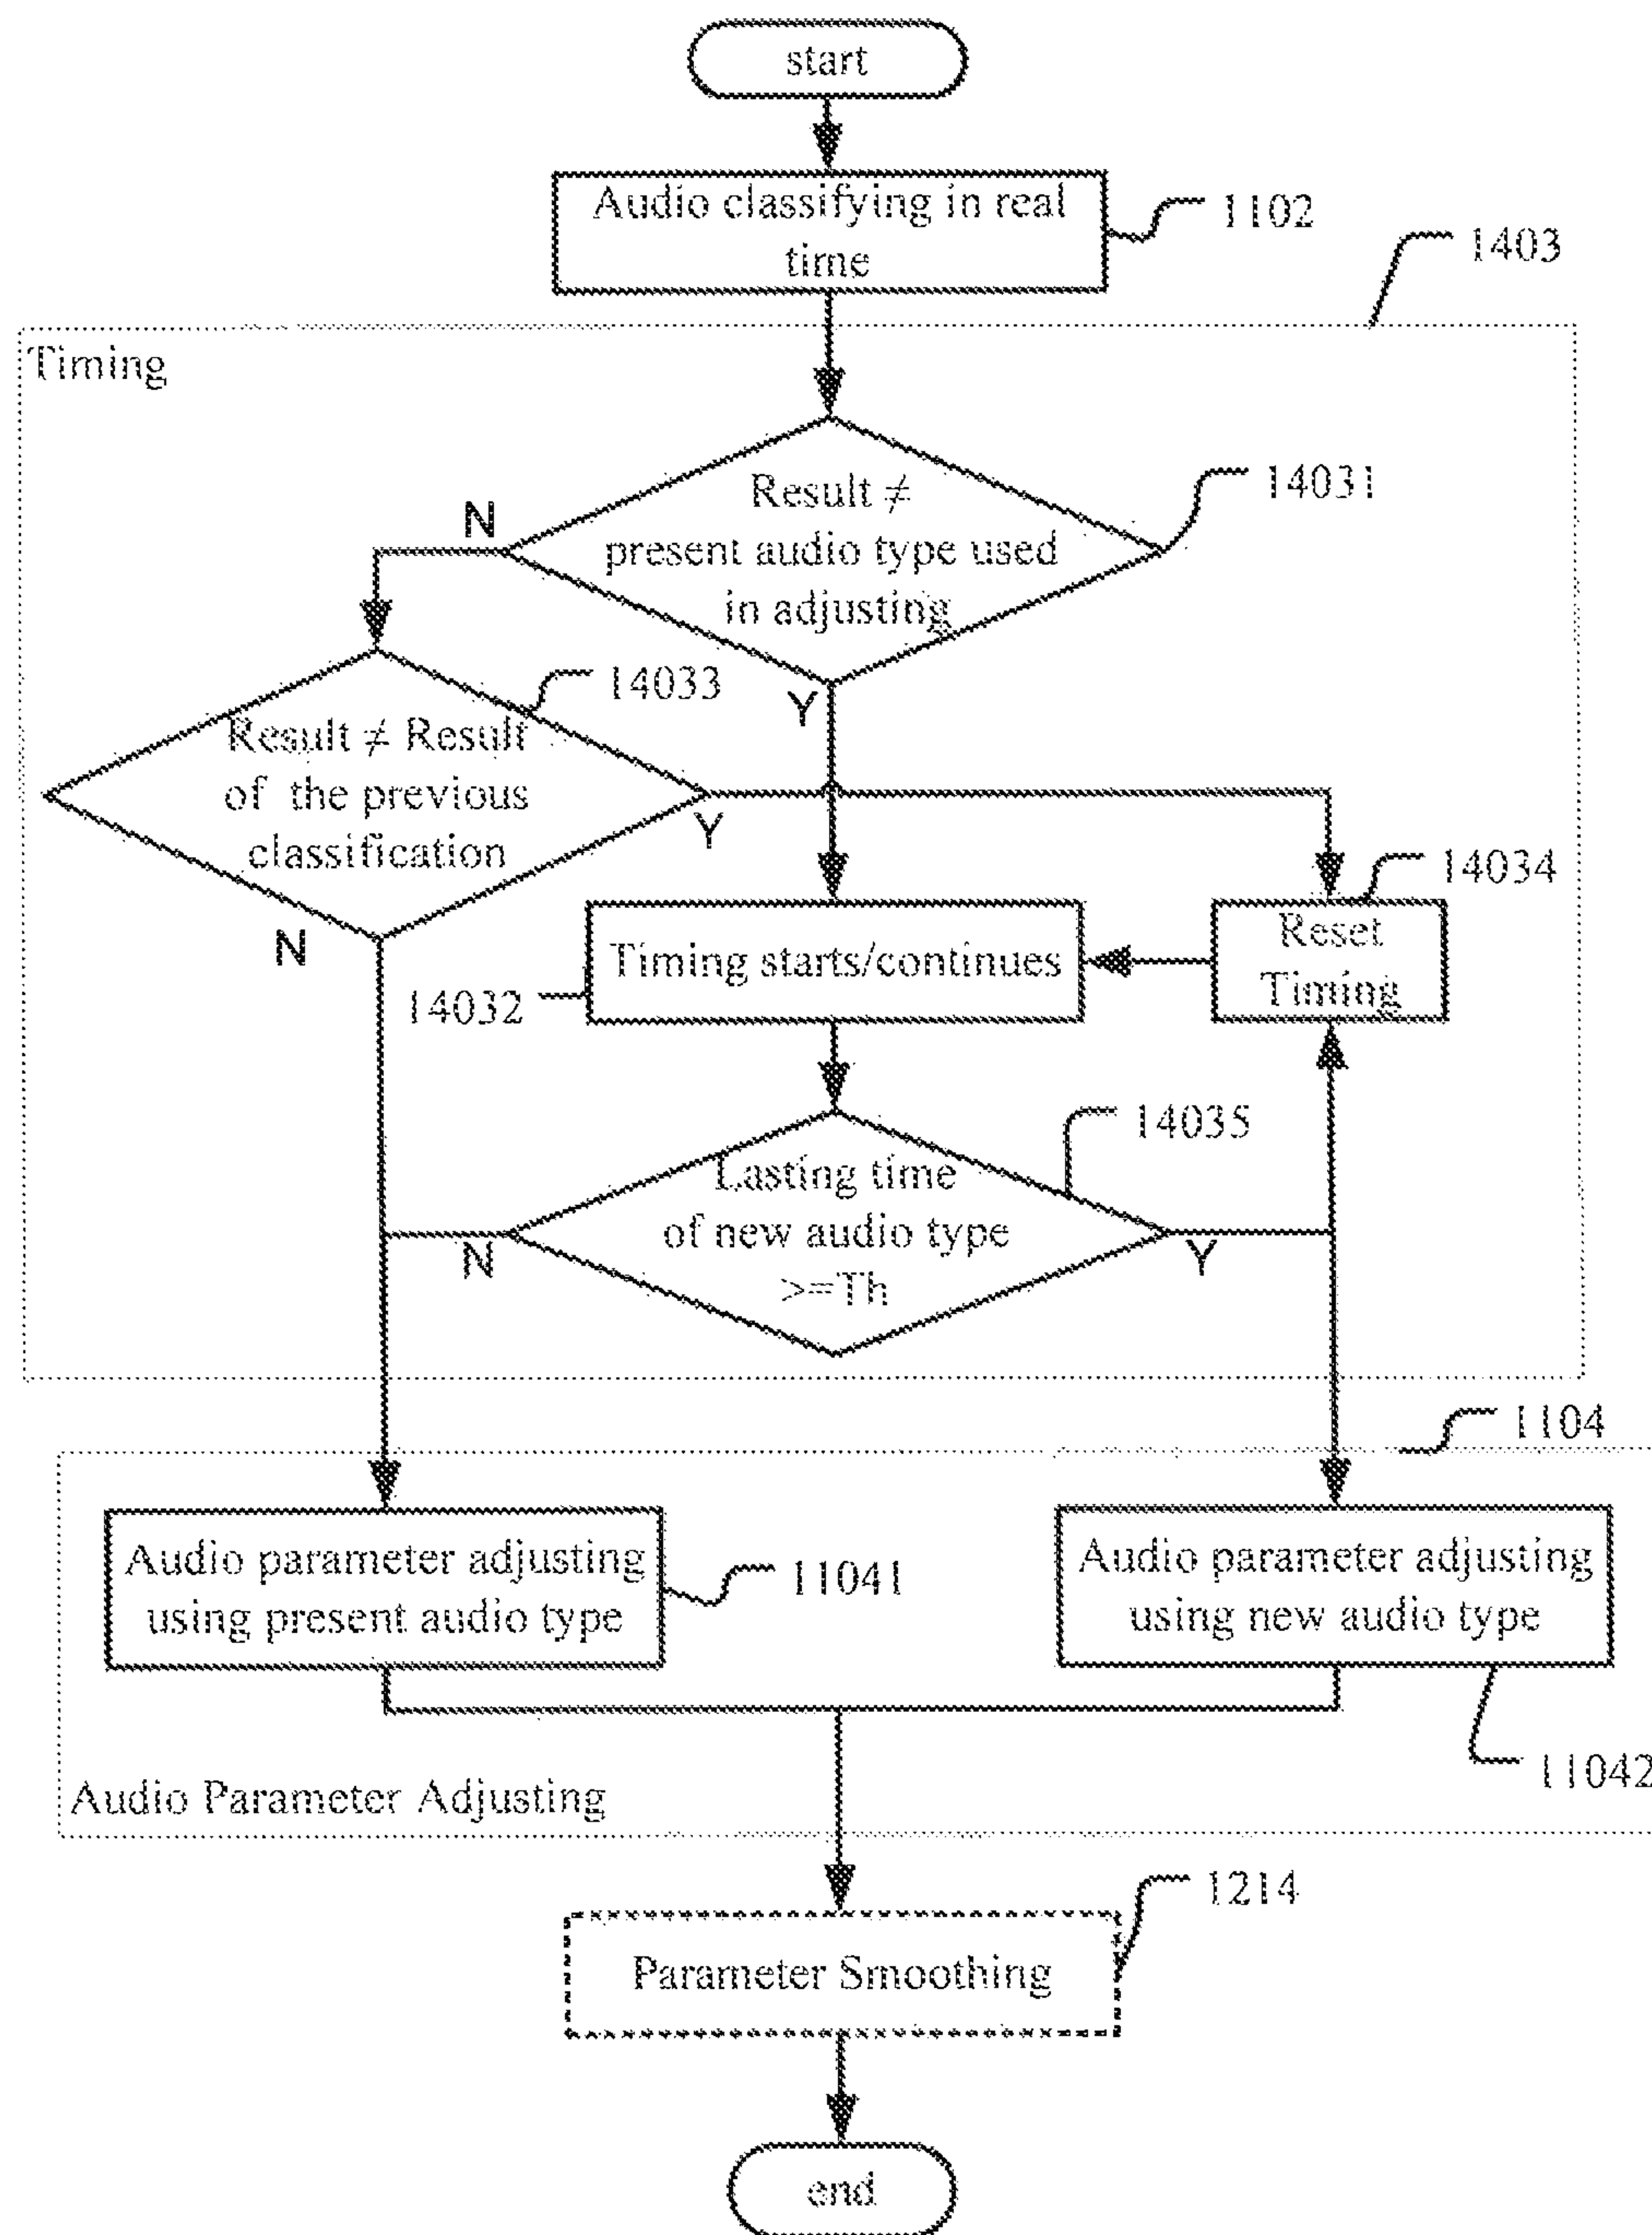 start
Audio classifying in real
time
1102
1403
Timing
Result ≠
present audio type used
in adjusting
14031
N
Y
14033
Result ≠ Result
of the previous
classification
Y
N
14034
Reset
Timing
Timing starts/continues
14032
14035
Lasting time
of new audio type
>=Th
N
Y
1104
Audio parameter adjusting
using present audio type
11041
Audio parameter adjusting
using new audio type
11042
Audio Parameter Adjusting
1214
Parameter Smoothing
end